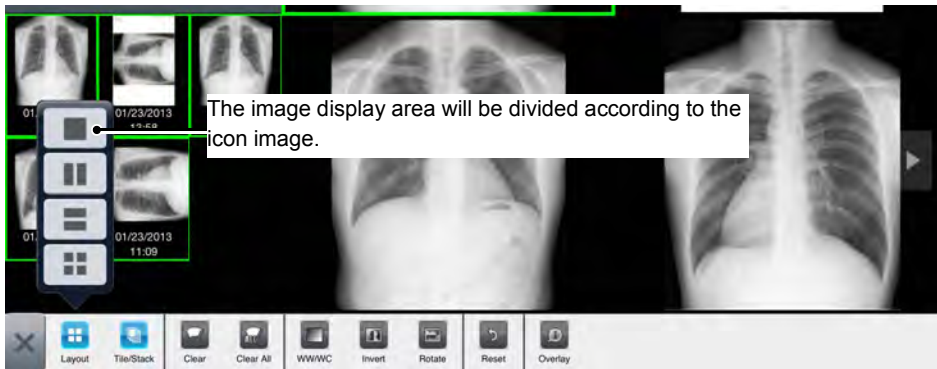 01/23/2013
13:58
The image display area will be divided according to the
icon image.
01/23/2013
11:09
Layout
Tile/Stack
Clear
Clear All
WW/WC
Invert
Rotate
Reset
Overlay